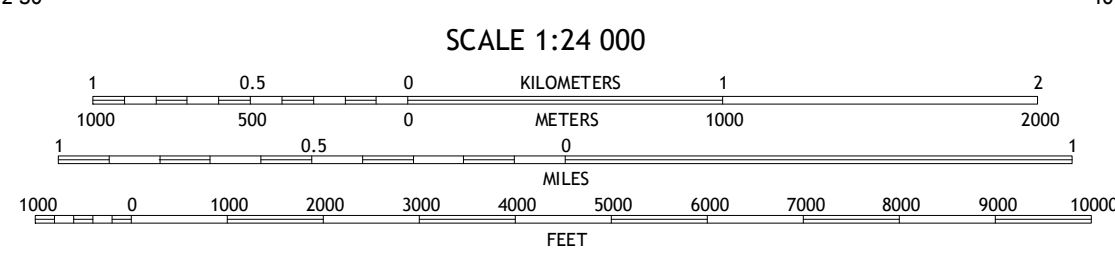 SCALE 1:24 000
1 0.5 0 KILOMETERS 1 2
1000 500 0 METERS 1000 2000
1 0.5 0 1
MILES
1000 0 1000 2000 3000 4000 5000 6000 7000 8000 9000 10000
FEET